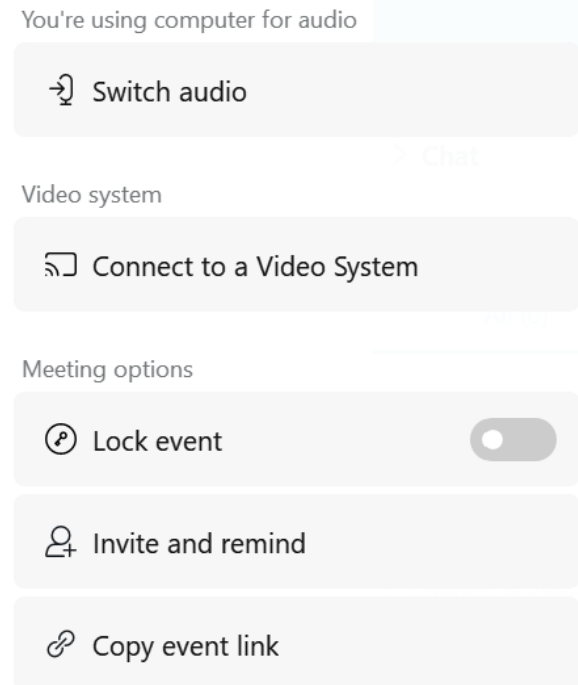 You're using computer for audio
Switch audio
Chat
Video system
Connect to a Video System
Meeting options
Lock event
Invite and remind
Copy event link